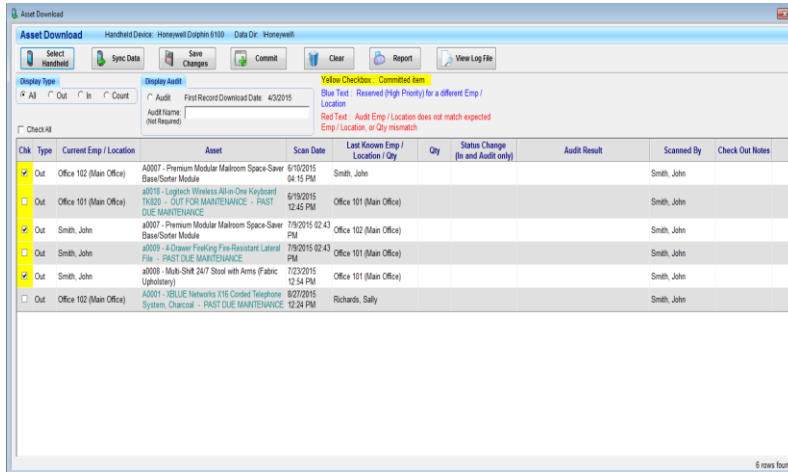 Asset Download
Asset Download Handheld Device: Honeywell Dolphin 6100 Data Dir: \Honeywell\
Select Handheld Sync Data Save Changes Commit Clear Report View Log File
Display Type
All Out In Count
Check All
Display Audit
Audit First Record Download Date: 4/3/2015
Audit Name:
(Not Required)
Yellow Checkbox : Committed item
Blue Text : Reserved (High Priority) for a different Emp /
Location
Red Text : Audit Emp / Location does not match expected
Emp / Location, or Qty mismatch
Chk Type Current Emp / Location Asset Scan Date Last Known Emp / Location / Qty Qty Status Change (In and Audit only) Audit Result Scanned By Check Out Notes
Out Office 102 (Main Office) A0007 - Premium Modular Mailroom Space-Saver Base/Sorter Module 6/10/2015 04:15 PM Smith, John Smith, John
Out Office 101 (Main Office) a0018 - Logitech Wireless All-in-One Keyboard TK820 - OUT FOR MAINTENANCE - PAST DUE MAINTENANCE 6/19/2015 12:45 PM Office 101 (Main Office) Smith, John
Out Smith, John a0007 - Premium Modular Mailroom Space-Saver Base/Sorter Module 7/9/2015 02:43 PM Office 102 (Main Office) Smith, John
Out Smith, John a0009 - 4-Drawer FireKing Fire-Resistant Lateral File - PAST DUE MAINTENANCE 7/9/2015 02:43 PM Office 101 (Main Office) Smith, John
Out Smith, John a0008 - Multi-Shift 24/7 Stool with Arms (Fabric Upholstery) 7/23/2015 12:54 PM Office 101 (Main Office) Smith, John
Out Office 102 (Main Office) A0001 - XBLUE Networks X16 Corded Telephone System, Charcoal - PAST DUE MAINTENANCE 8/27/2015 12:24 PM Richards, Sally Smith, John
6 rows foun